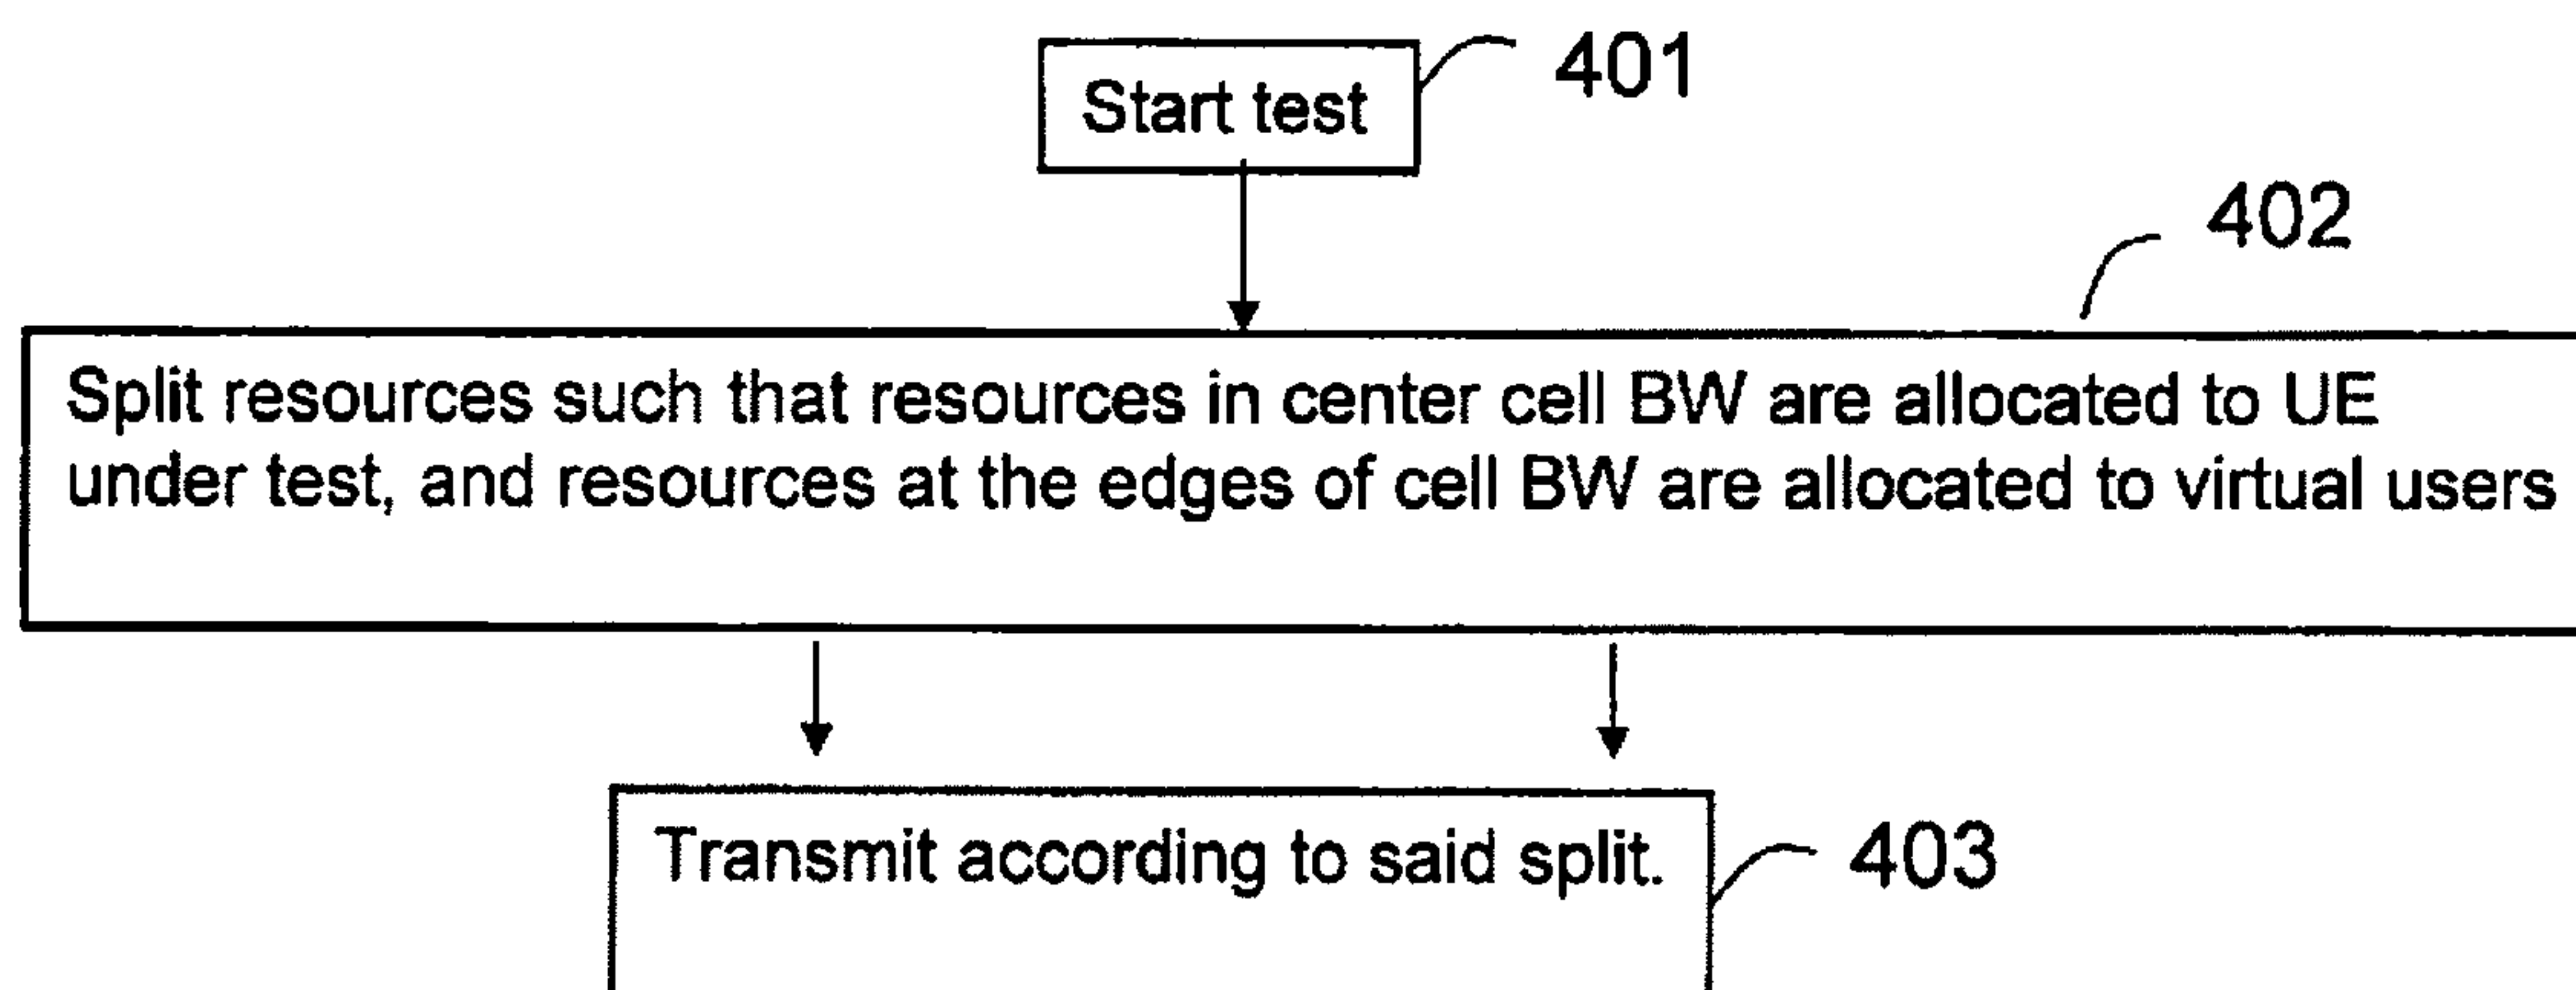 Start test
401
402
Split resources such that resources in center cell BW are allocated to UE
under test, and resources at the edges of cell BW are allocated to virtual users
Transmit according to said split.
403